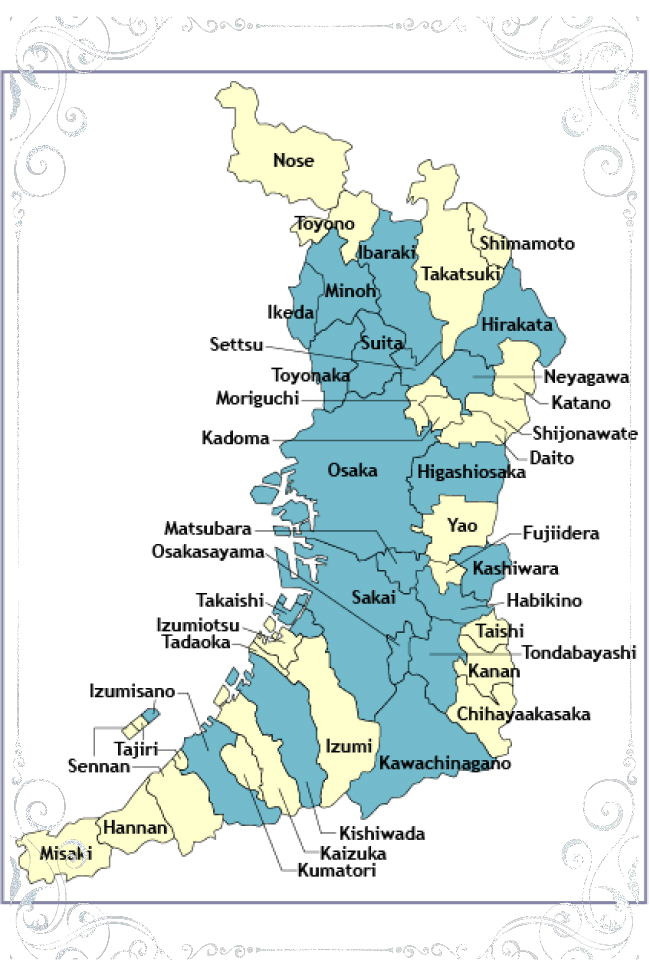 Nose
Toyono
Shimamoto
Ibaraki
Takatsuki
Minoh
Ikeda
Hirakata
Settsu
Suita
Toyonaka
Neyagawa
Moriguchi
Katano
Kadoma
Shijonawate
Daito
Osaka
Higashiosaka
Matsubara
Yao
Fujiidera
Osakasayama
Kashiwara
Takaishi
Sakai
Habikino
Izumiotsu
Taishi
Tadaoka
Tondabayashi
Kanan
Izumisano
Chihayaakasaka
Tajiri
Izumi
Sennan
Kawachinagano
Hannan
Kishiwada
Misaki
Kaizuka
Kumatori